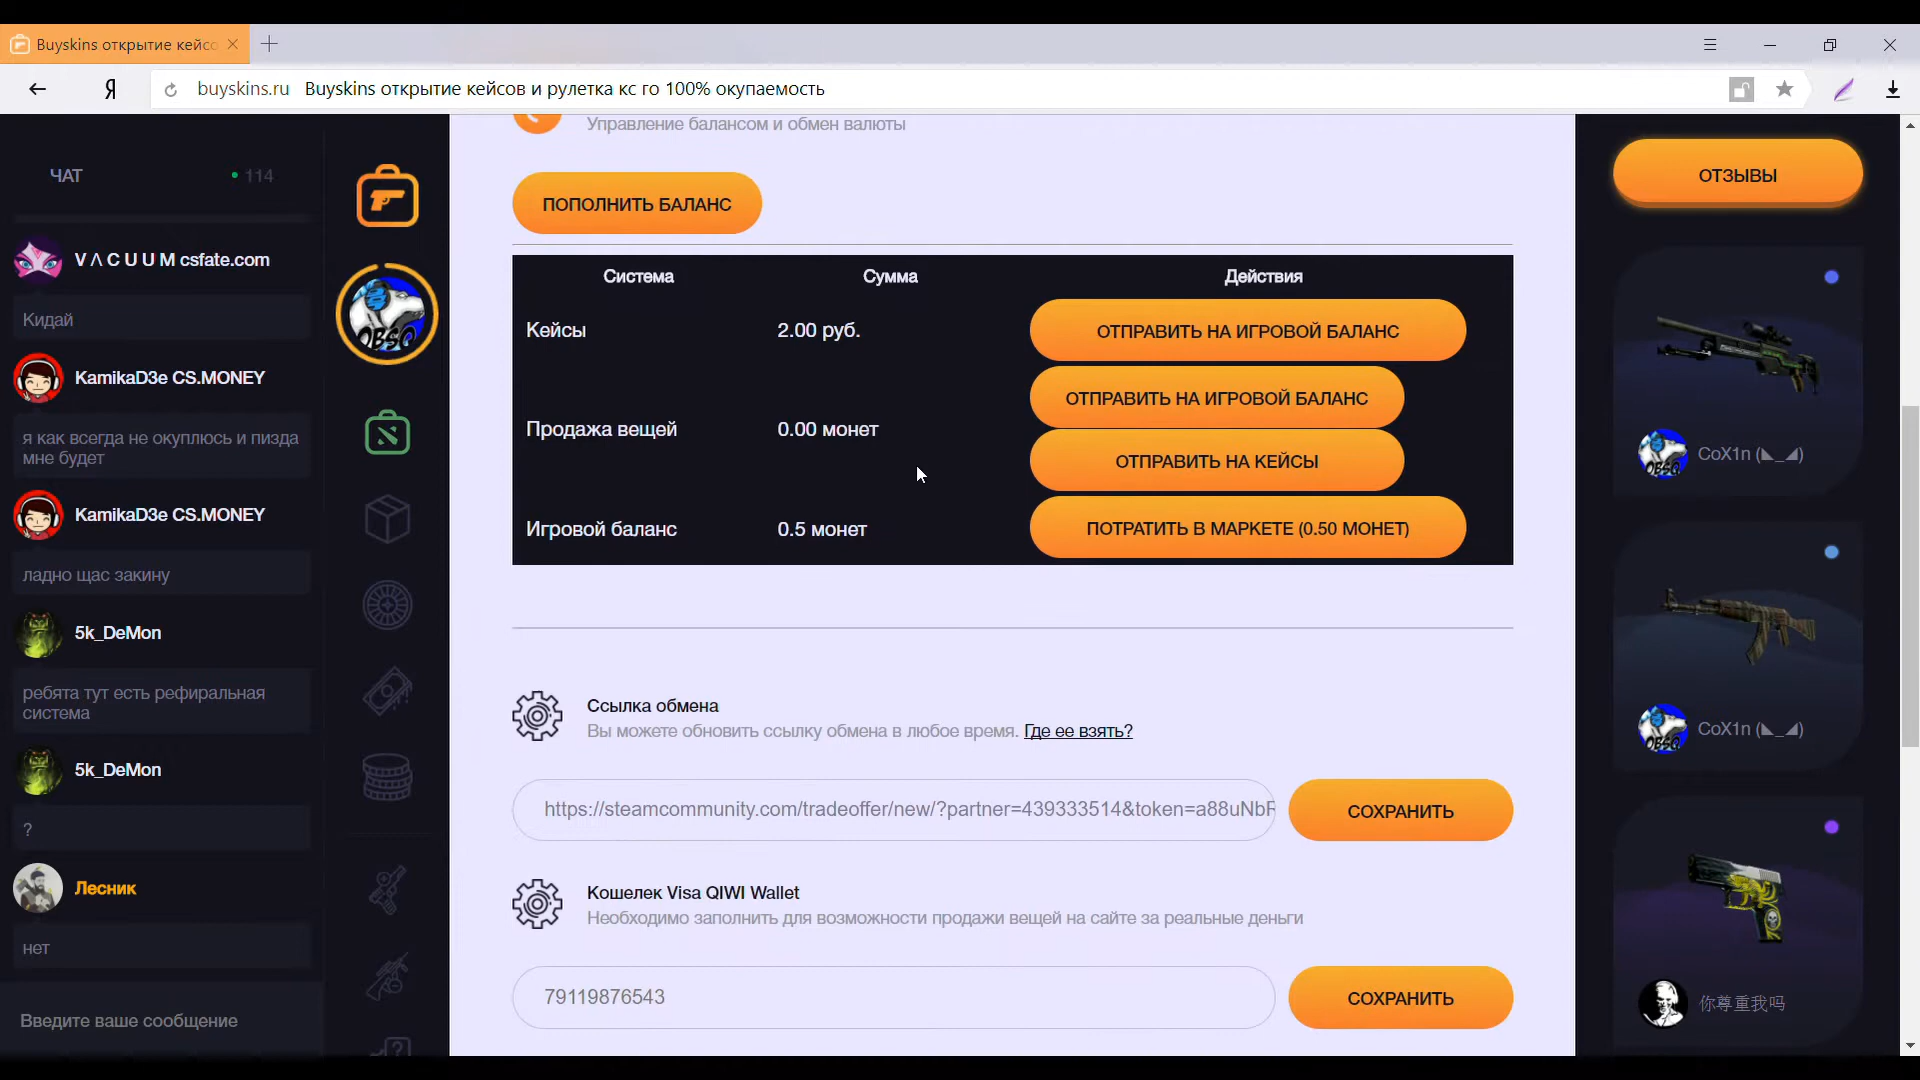 Buyskins открытие кейсо
buyskins.ru Buyskins открытие кейсов и рулетка кс го 100% окупаемость
ЧАТ
114
V Λ C U U M csfate.com
Кидай
KamikaD3e CS.MONEY
я как всегда не окуплюсь и пизда
мне будет
KamikaD3e CS.MONEY
ладно щас закину
5k_DeMon
ребята тут есть рефиральная
система
5k_DeMon
?
Лесник
нет
Введите ваше сообщение
OBSO
Управление балансом и обмен валюты
ПОПОЛНИТЬ БАЛАНС
Система Сумма Действия
Кейсы 2.00 руб. ОТПРАВИТЬ НА ИГРОВОЙ БАЛАНС
ОТПРАВИТЬ НА ИГРОВОЙ БАЛАНС
Продажа вещей 0.00 монет
ОТПРАВИТЬ НА КЕЙСЫ
Игровой баланс 0.5 монет ПОТРАТИТЬ В МАРКЕТЕ (0.50 МОНЕТ)
Ссылка обмена
Вы можете обновить ссылку обмена в любое время. Где ее взять?
https://steamcommunity.com/tradeoffer/new/?partner=439333514&token=a88uNbF
СОХРАНИТЬ
Кошелек Visa QIWI Wallet
Необходимо заполнить для возможности продажи вещей на сайте за реальные деньги
79119876543
СОХРАНИТЬ
ОТЗЫВЫ
CoX1n (◣_◢)
CoX1n (◣_◢)
你尊重我吗